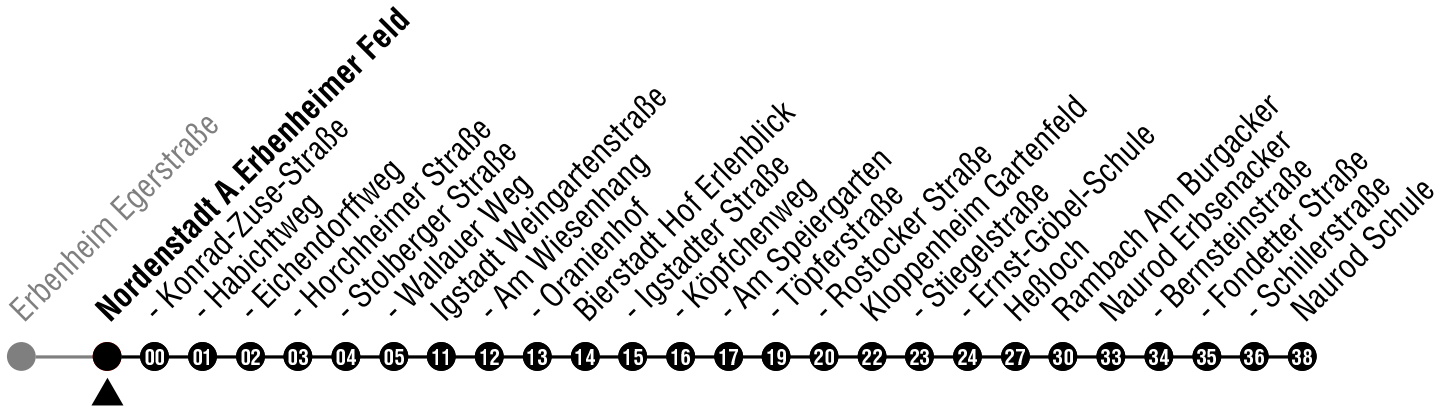 Erbenheim Egerstraße
Nordenstadt A.Erbenheimer Feld
- Konrad-Zuse-Straße
- Habichtweg
- Eichendorffweg
- Horchheimer Straße
- Stolberger Straße
- Wallauer Weg
Igstadt Weingartenstraße
- Am Wiesenhang
- Oranienhof
Bierstadt Hof Erlenblick
- Igstadter Straße
- Köpfchenweg
- Am Speiergarten
- Töpferstraße
- Rostocker Straße
Kloppenheim Gartenfeld
- Stiegelstraße
- Ernst-Göbel-Schule
Heßloch
Rambach Am Burgacker
Naurod Erbsenacker
- Bernsteinstraße
- Fondetter Straße
- Schillerstraße
Naurod Schule
00 01 02 03 04 05 11 12 13 14 15 16 17 19 20 22 23 24 27 30 33 34 35 36 38